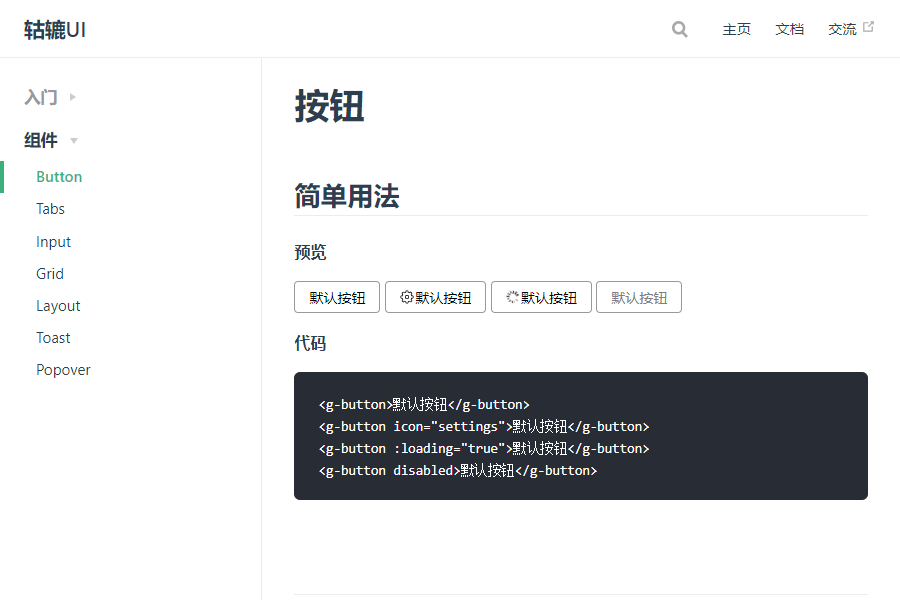 轱辘UI
主页 文档 交流
入门
组件
Button
Tabs
Input
Grid
Layout
Toast
Popover
按钮
简单用法
预览
默认按钮 默认按钮 默认按钮 默认按钮
代码
<g-button>默认按钮</g-button>
<g-button icon="settings">默认按钮</g-button>
<g-button :loading="true">默认按钮</g-button>
<g-button disabled>默认按钮</g-button>